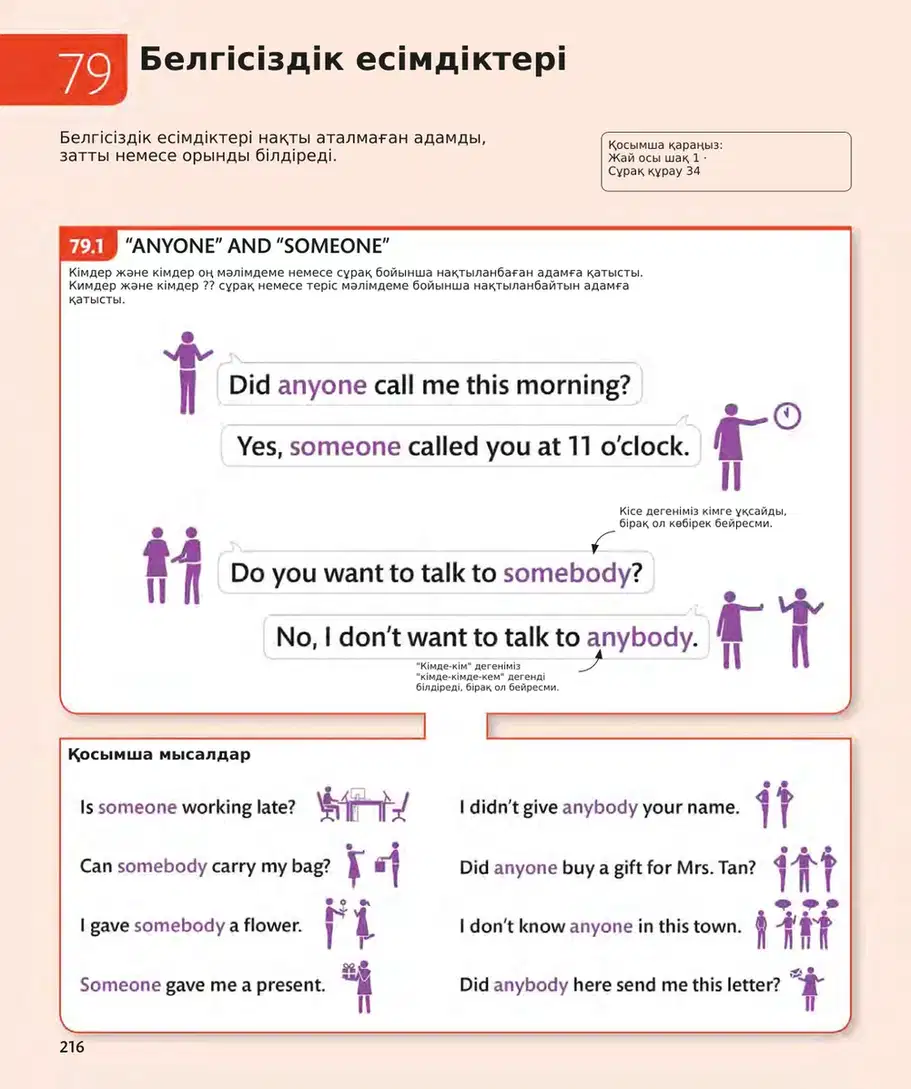 79
Белгісіздік есімдіктері
Белгісіздік есімдіктері нақты аталмаған адамды,
затты немесе орынды білдіреді.
Қосымша қараңыз:
Жай осы шақ 1 ·
Сұрақ құрау 34
79.1 “ANYONE” AND “SOMEONE”
Кімдер және кімдер оң мәлімдеме немесе сұрақ бойынша нақтыланбаған адамға қатысты.
Кимдер және кімдер ?? сұрақ немесе теріс мәлімдеме бойынша нақтыланбайтын адамға
қатысты.
Did anyone call me this morning?
Yes, someone called you at 11 o’clock.
Кісе дегеніміз кімге ұқсайды,
бірақ ол көбірек бейресми.
Do you want to talk to somebody?
No, I don’t want to talk to anybody.
"Кімде-кім" дегеніміз
"кімде-кімде-кем" дегенді
білдіреді, бірақ ол бейресми.
Қосымша мысалдар
Is someone working late?
Can somebody carry my bag?
I gave somebody a flower.
Someone gave me a present.
I didn’t give anybody your name.
Did anyone buy a gift for Mrs. Tan?
I don’t know anyone in this town.
Did anybody here send me this letter?
216